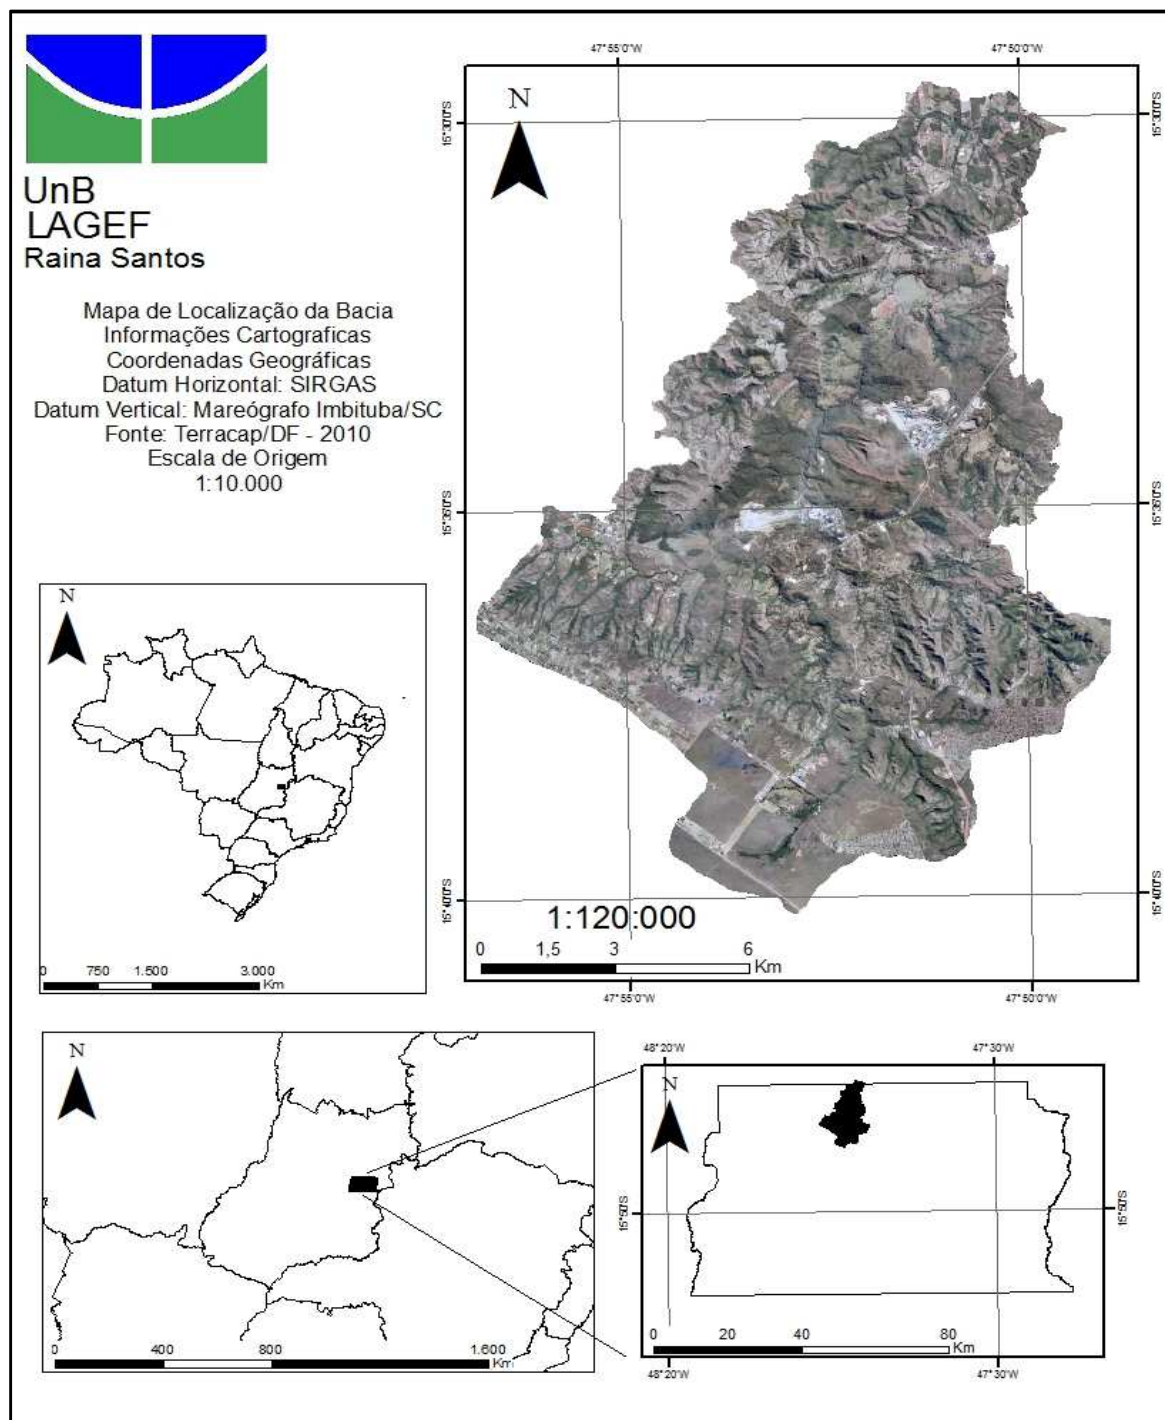 UnB
LAGEF
Raina Santos
Mapa de Localização da Bacia
Informações Cartograficas
Coordenadas Geográficas
Datum Horizontal: SIRGAS
Datum Vertical: Mareógrafo Imbituba/SC
Fonte: Terracap/DF - 2010
Escala de Origem
1:10.000
47°55'0"W 47°50'0"W
N
15°30'0"S 15°30'0"S
15°35'0"S 15°35'0"S
15°40'0"S 15°40'0"S
1:120.000
0 1,5 3 6
Km
47°55'0"W 47°50'0"W
N
0 750 1.500 3.000
Km
N
0 400 800 1.600
Km
48°20'W 47°30'W
N
15°50'S 15°50'S
0 20 40 80
Km
48°20'W 47°30'W